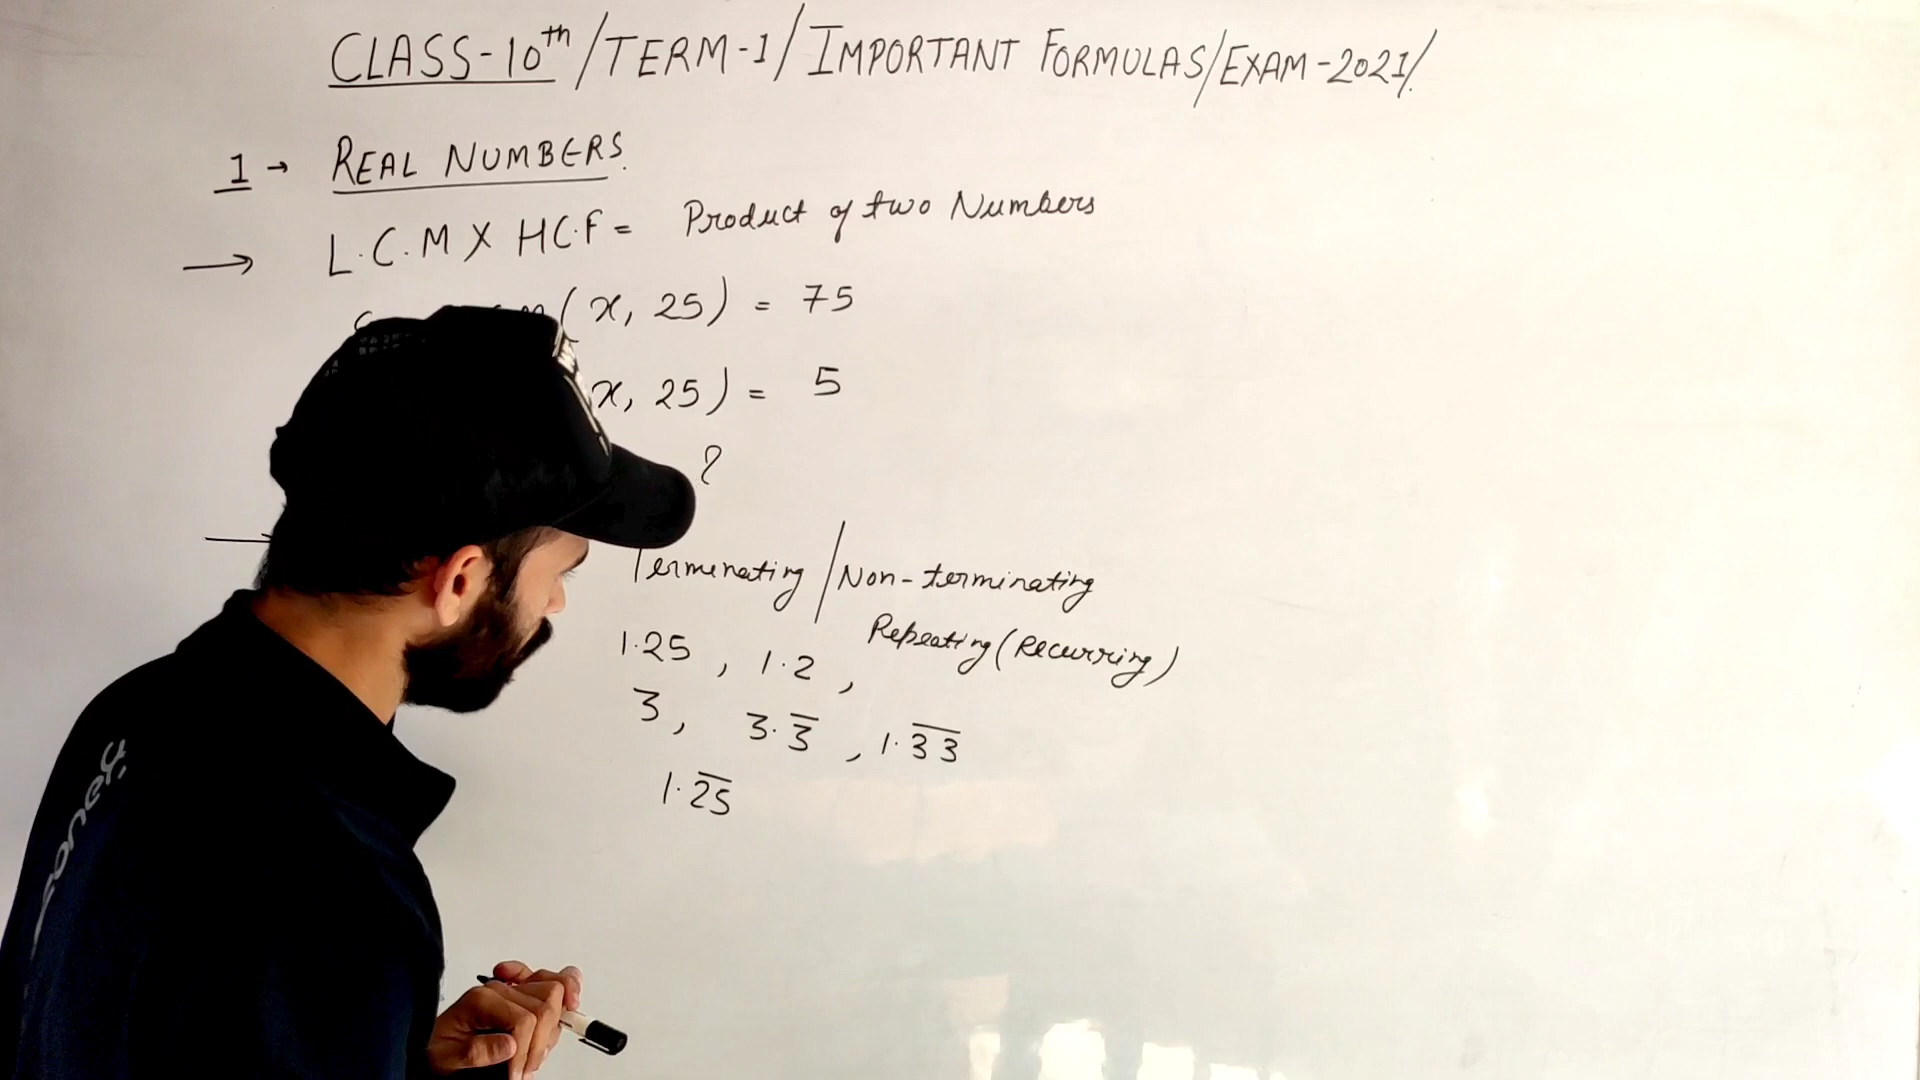 CLASS-10th/TERM-1/IMPORTANT FORMULAS/EXAM-2021/
1→ REAL NUMBERS
→ L.C.M X H.C.F = Product of two Numbers
(x, 25) = 75
x, 25) = 5
?
Termenating/Non-terminating
Repeating (Recurring)
1.25, 1.2,
3, 3.3̅, 1.3̅3̅
1.2̅5̅